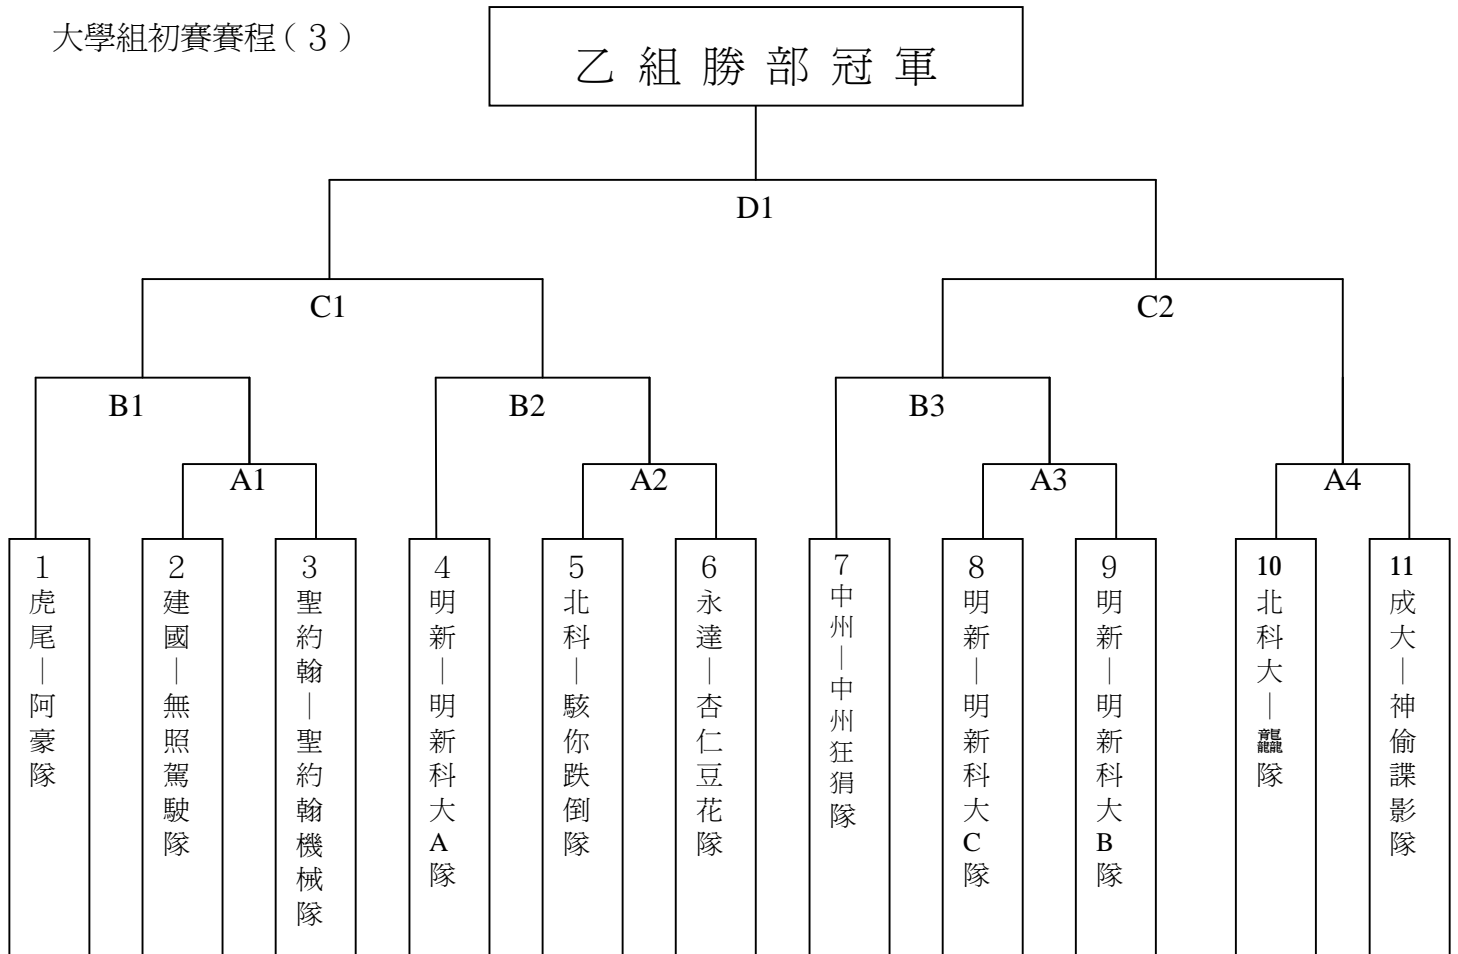 大學組初賽賽程（３）
乙組勝部冠軍
D1
C1
C2
B1
B2
B3
A1
A2
A3
A4
１虎尾｜阿豪隊
２建國｜無照駕駛隊
３聖約翰｜聖約翰機械隊
４明新｜明新科大A隊
５北科｜駭你跌倒隊
６永達｜杏仁豆花隊
７中州｜中州狂狷隊
８明新｜明新科大C隊
９明新｜明新科大B隊
10北科大｜龘隊
11成大｜神偷諜影隊